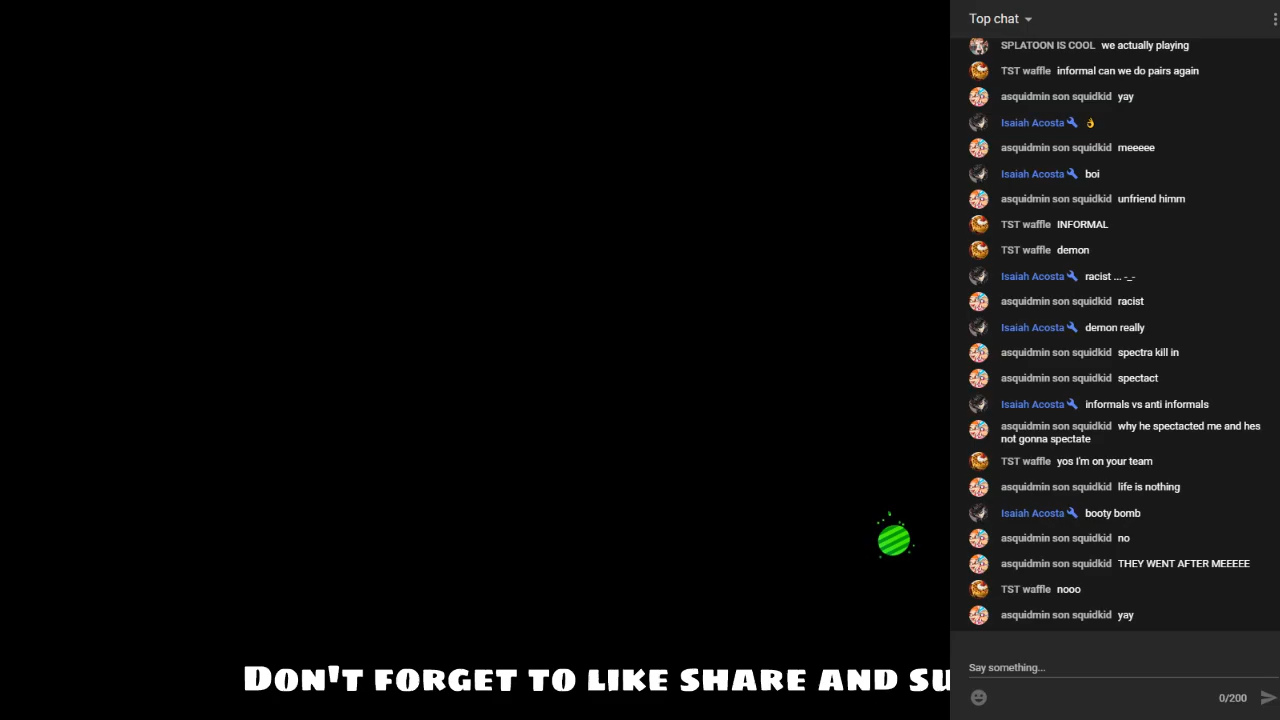 Top chat
SPLATOON IS COOL we actually playing
TST waffle informal can we do pairs again
asquidmin son squidkid yay
Isaiah Acosta 👌
asquidmin son squidkid meeeee
Isaiah Acosta boi
asquidmin son squidkid unfriend himm
TST waffle INFORMAL
TST waffle demon
Isaiah Acosta racist ... -_-
asquidmin son squidkid racist
Isaiah Acosta demon really
asquidmin son squidkid spectra kill in
asquidmin son squidkid spectact
Isaiah Acosta informals vs anti informals
asquidmin son squidkid why he spectacted me and hes
not gonna spectate
TST waffle yos I'm on your team
asquidmin son squidkid life is nothing
Isaiah Acosta booty bomb
asquidmin son squidkid no
asquidmin son squidkid THEY WENT AFTER MEEEEE
TST waffle nooo
asquidmin son squidkid yay
Say something...
0/200
Don't forget to like share and su